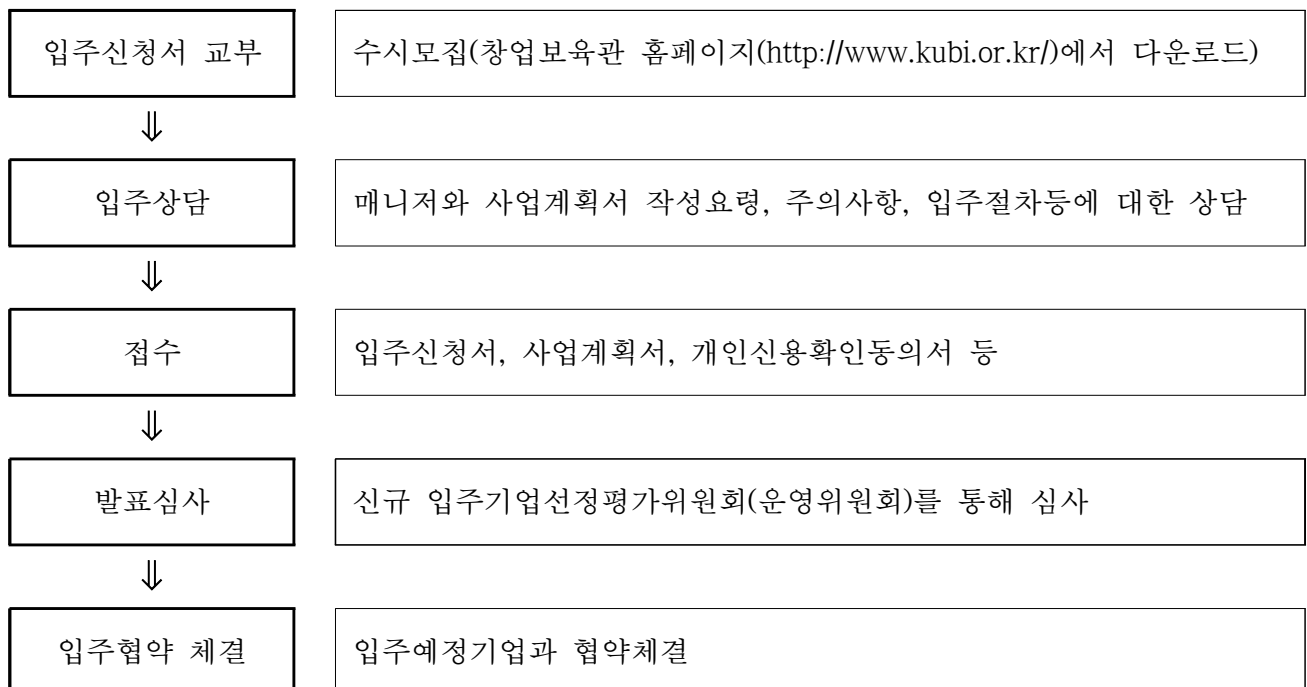 입주신청서 교부
수시모집(창업보육관 홈페이지(http://www.kubi.or.kr/)에서 다운로드)
⇓
입주상담
매니저와 사업계획서 작성요령, 주의사항, 입주절차등에 대한 상담
⇓
접수
입주신청서, 사업계획서, 개인신용확인동의서 등
⇓
발표심사
신규 입주기업선정평가위원회(운영위원회)를 통해 심사
⇓
입주협약 체결
입주예정기업과 협약체결